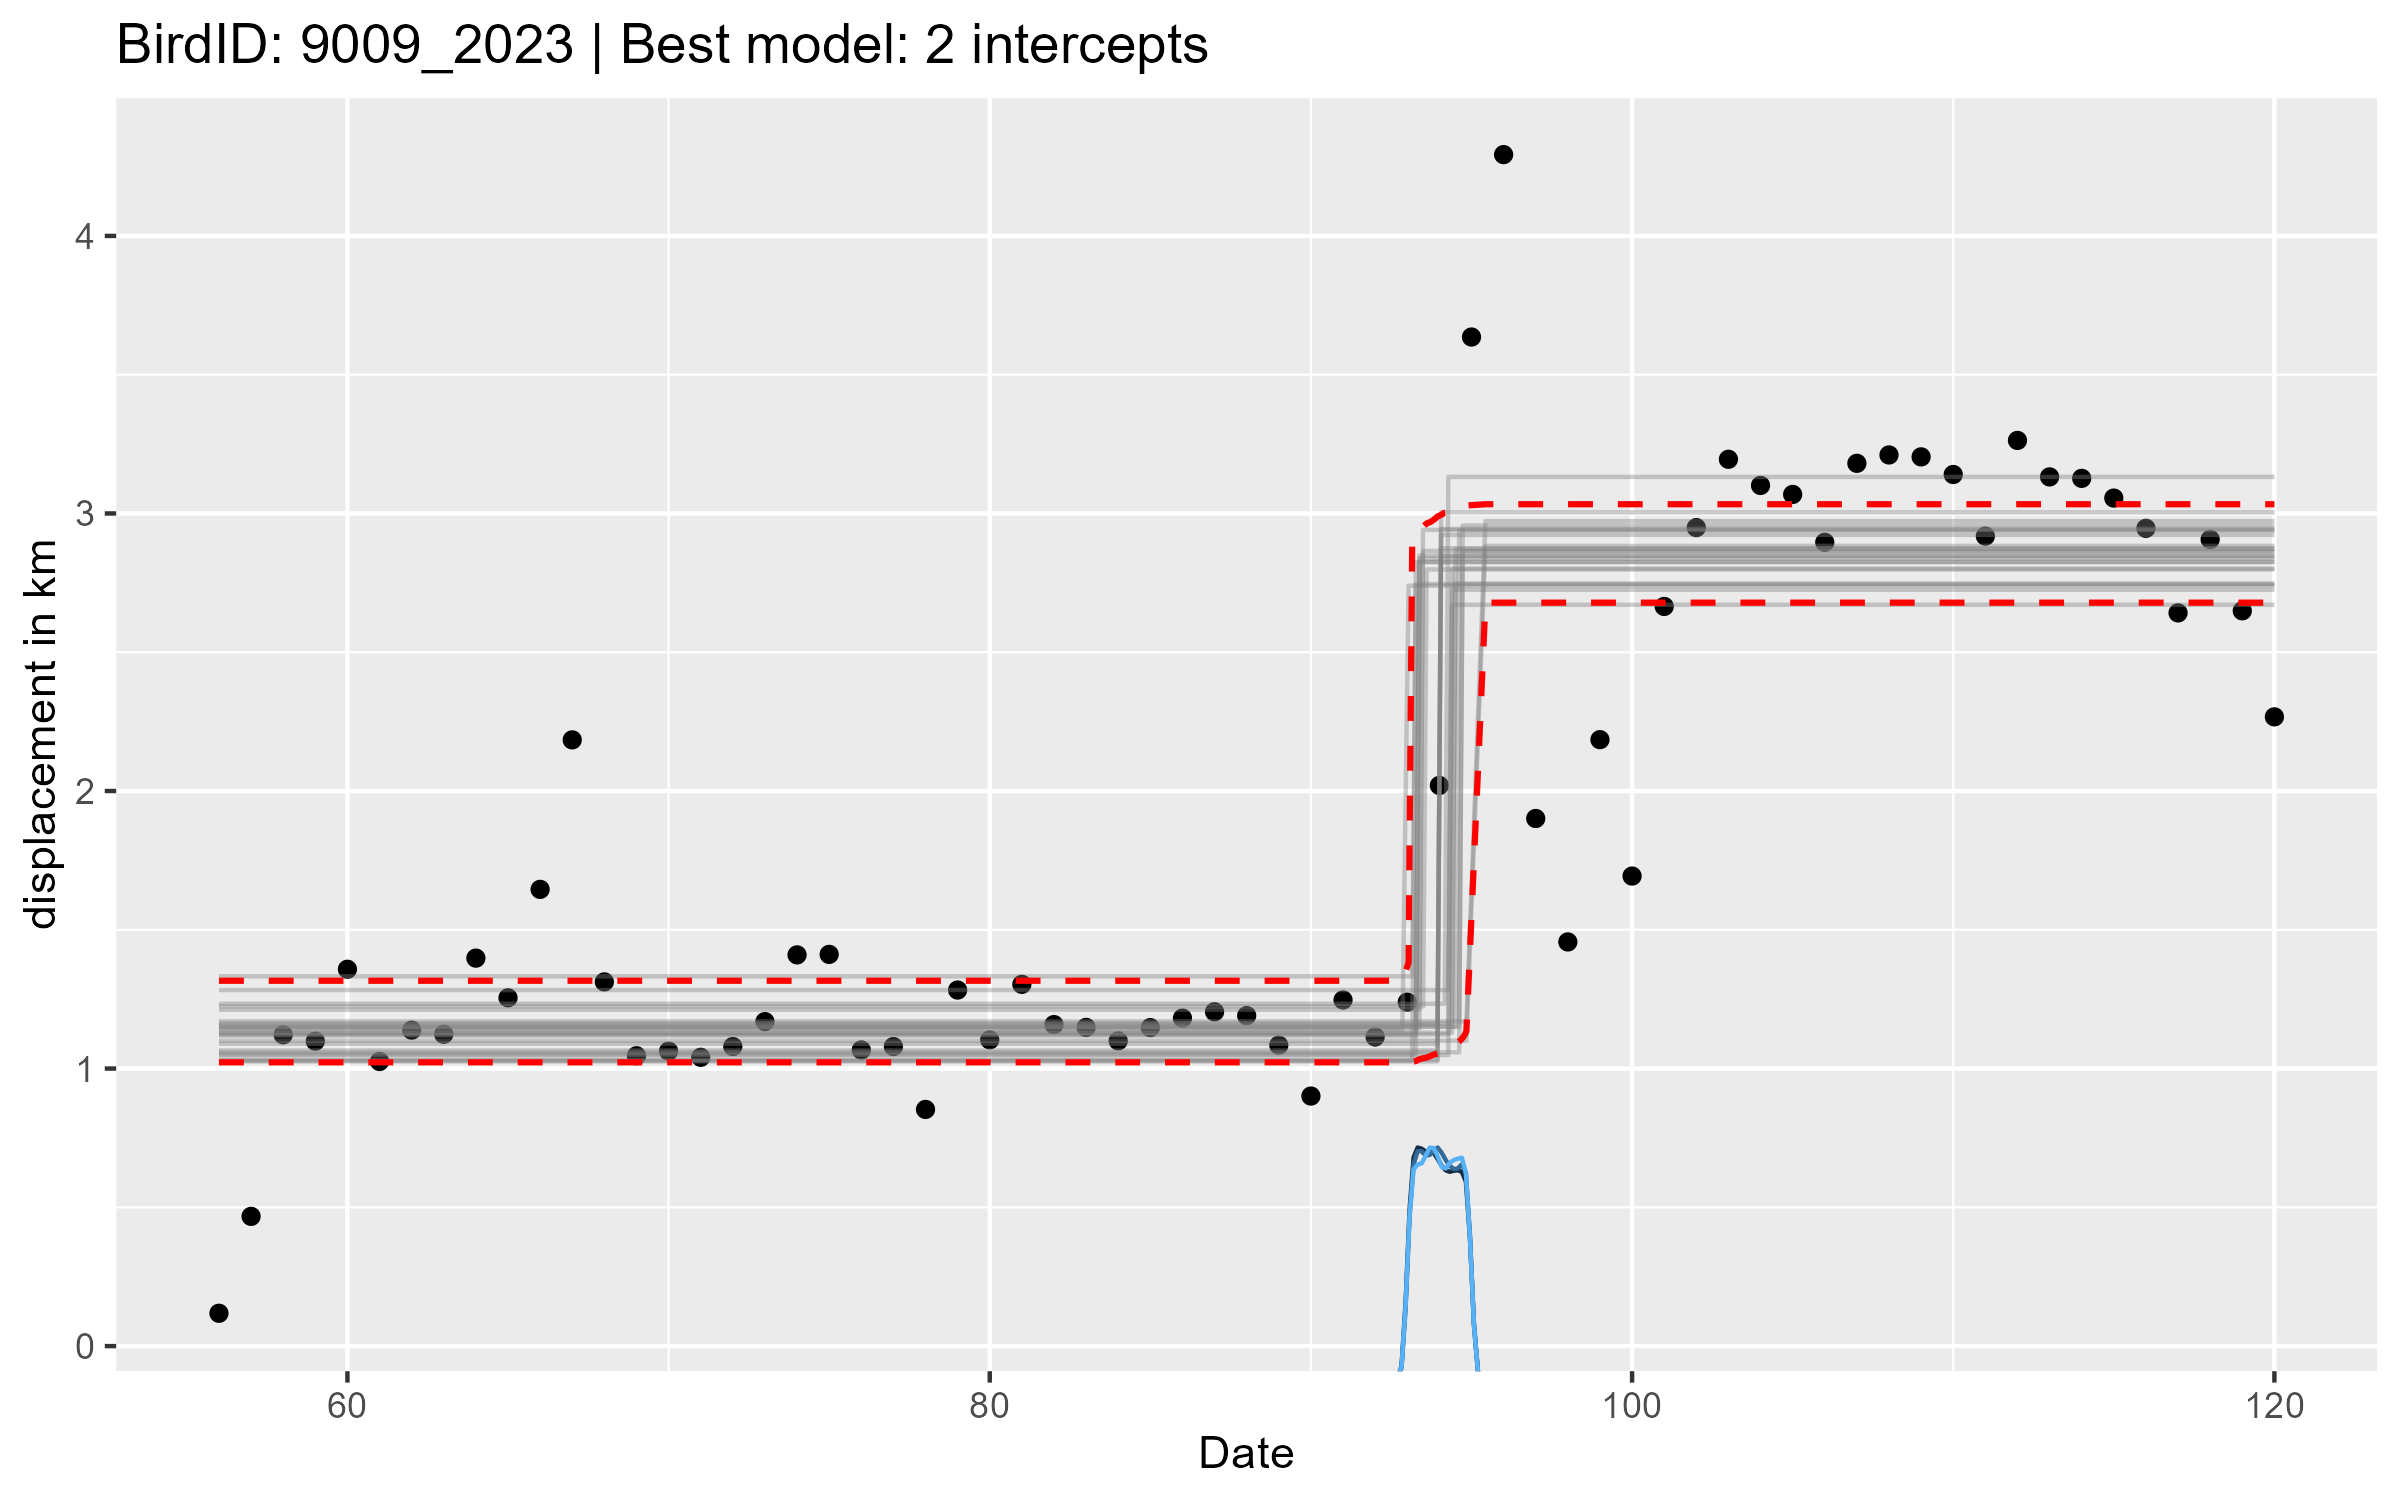 BirdID: 9009_2023 | Best model: 2 intercepts
displacement in km
4
3
2
1
0
60 80 100 120
Date